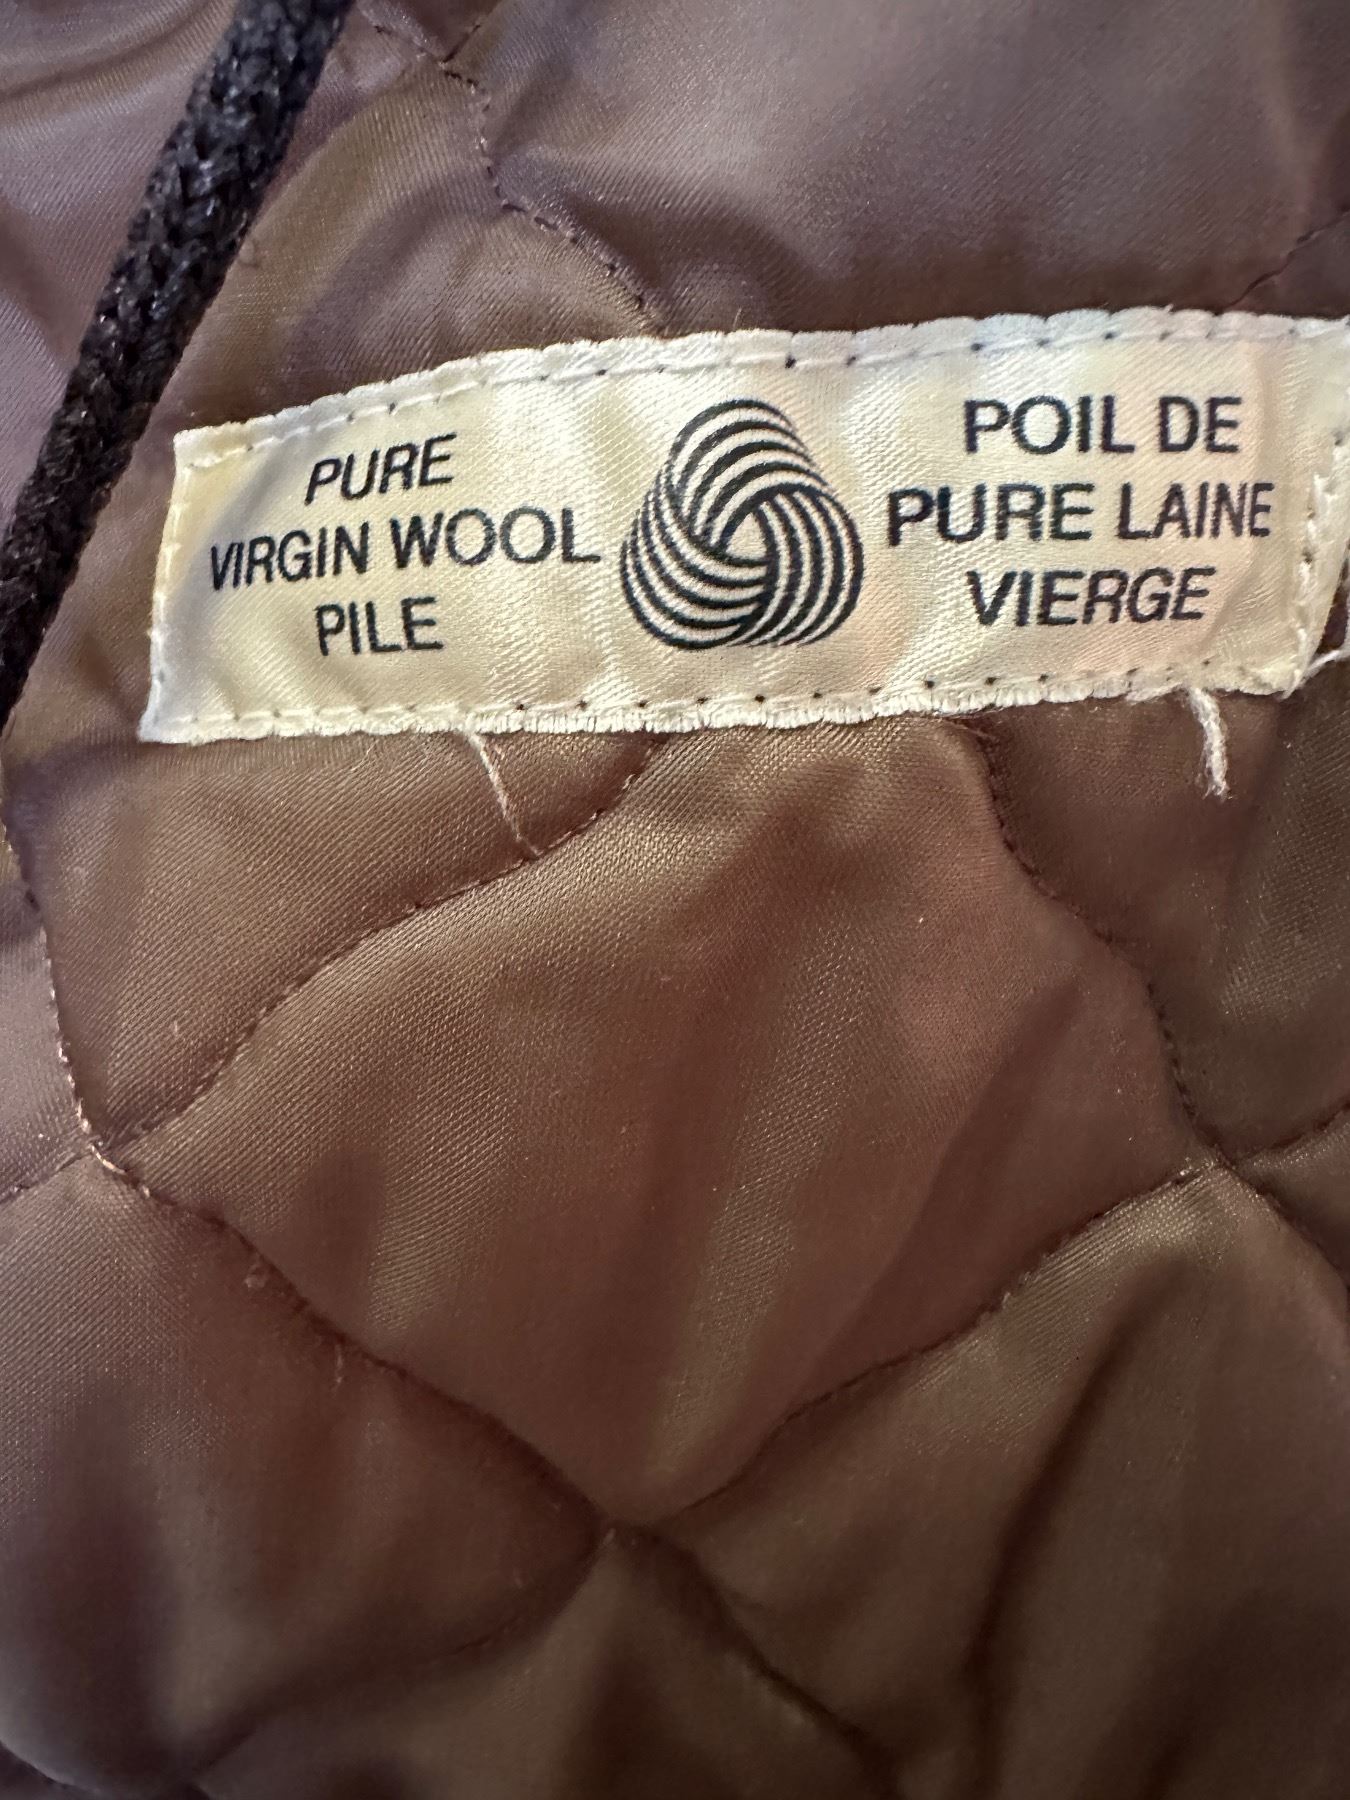 PURE
VIRGIN WOOL
PILE
POIL DE
PURE LAINE
VIERGE